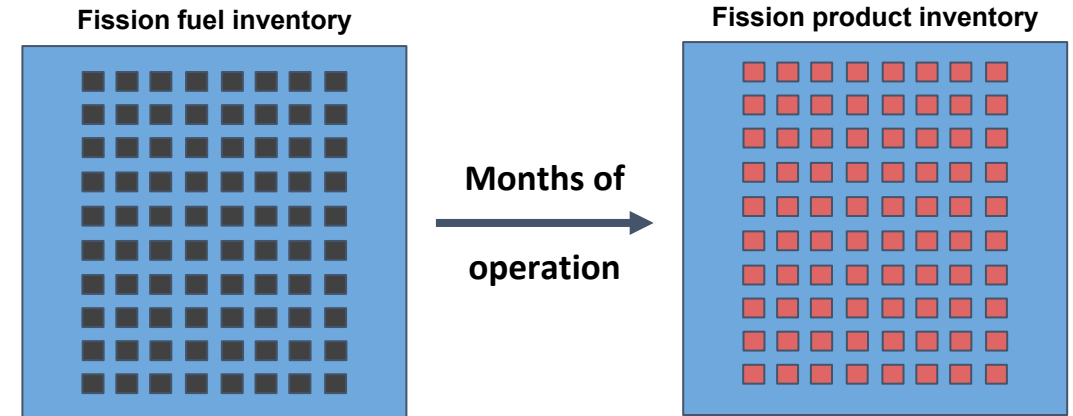 Fission fuel inventory
Fission product inventory
Months of
operation